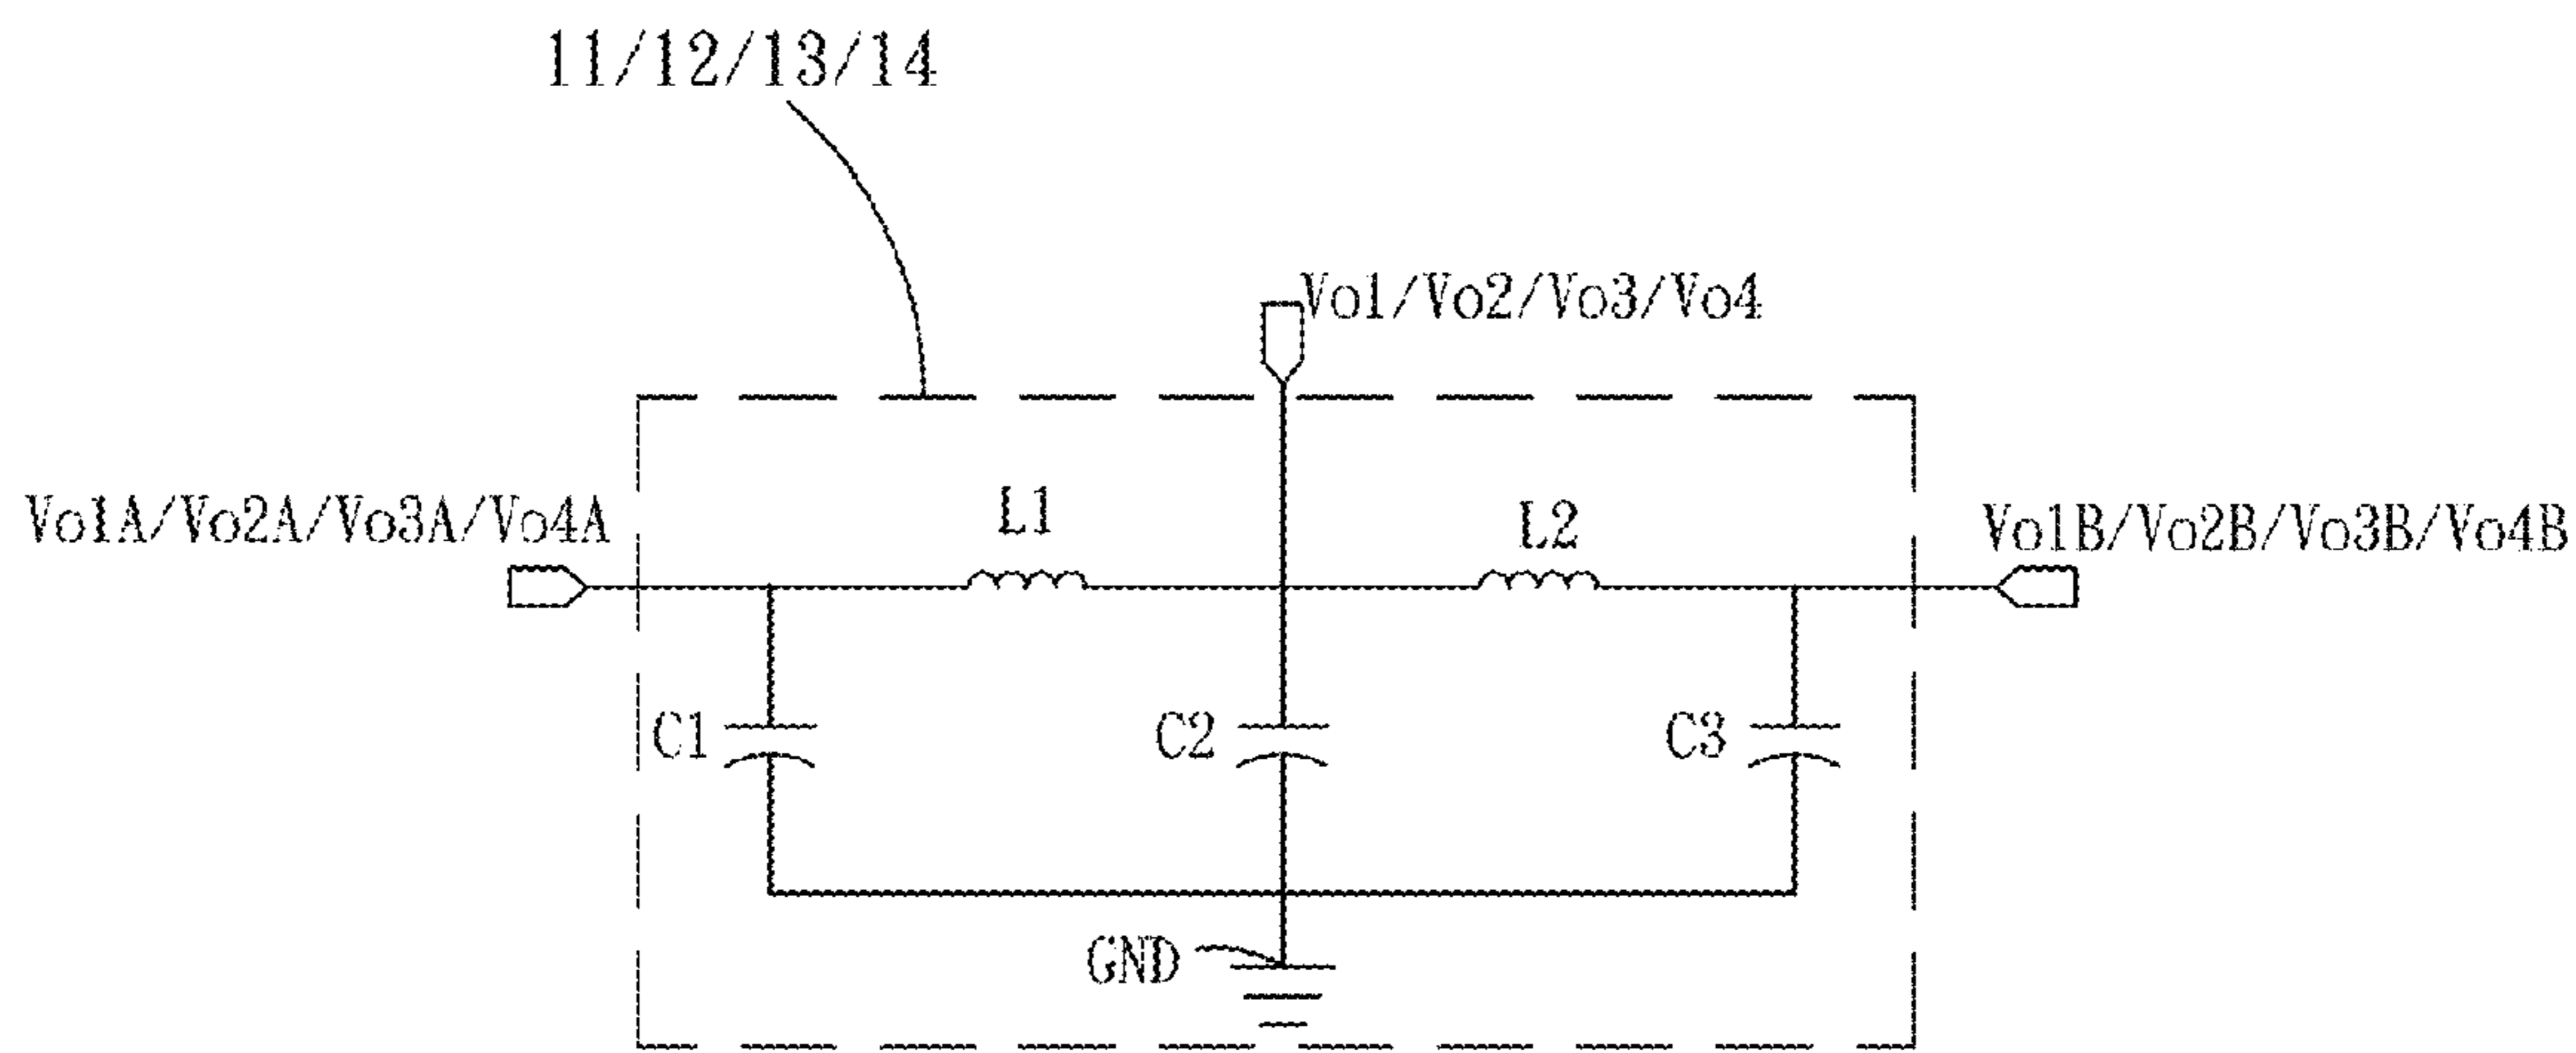 11/12/13/14
Vo1/Vo2/Vo3/Vo4
Vo1A/Vo2A/Vo3A/Vo4A
L1
L2
Vo1B/Vo2B/Vo3B/Vo4B
C1
C2
C3
GND